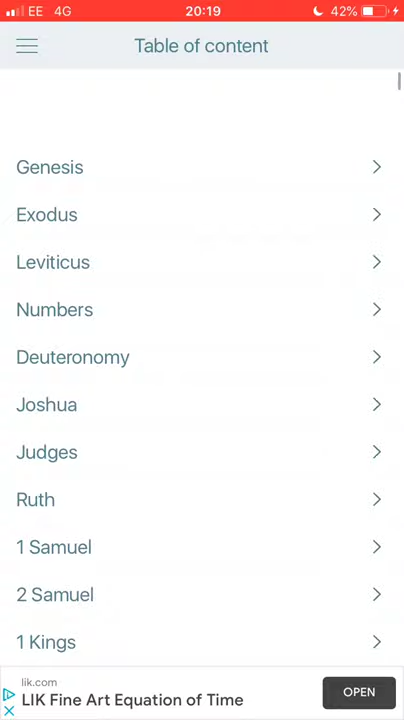 EE 4G 20:19 42%
Table of content
Genesis
Exodus
Leviticus
Numbers
Deuteronomy
Joshua
Judges
Ruth
1 Samuel
2 Samuel
1 Kings
lik.com
LIK Fine Art Equation of Time
OPEN